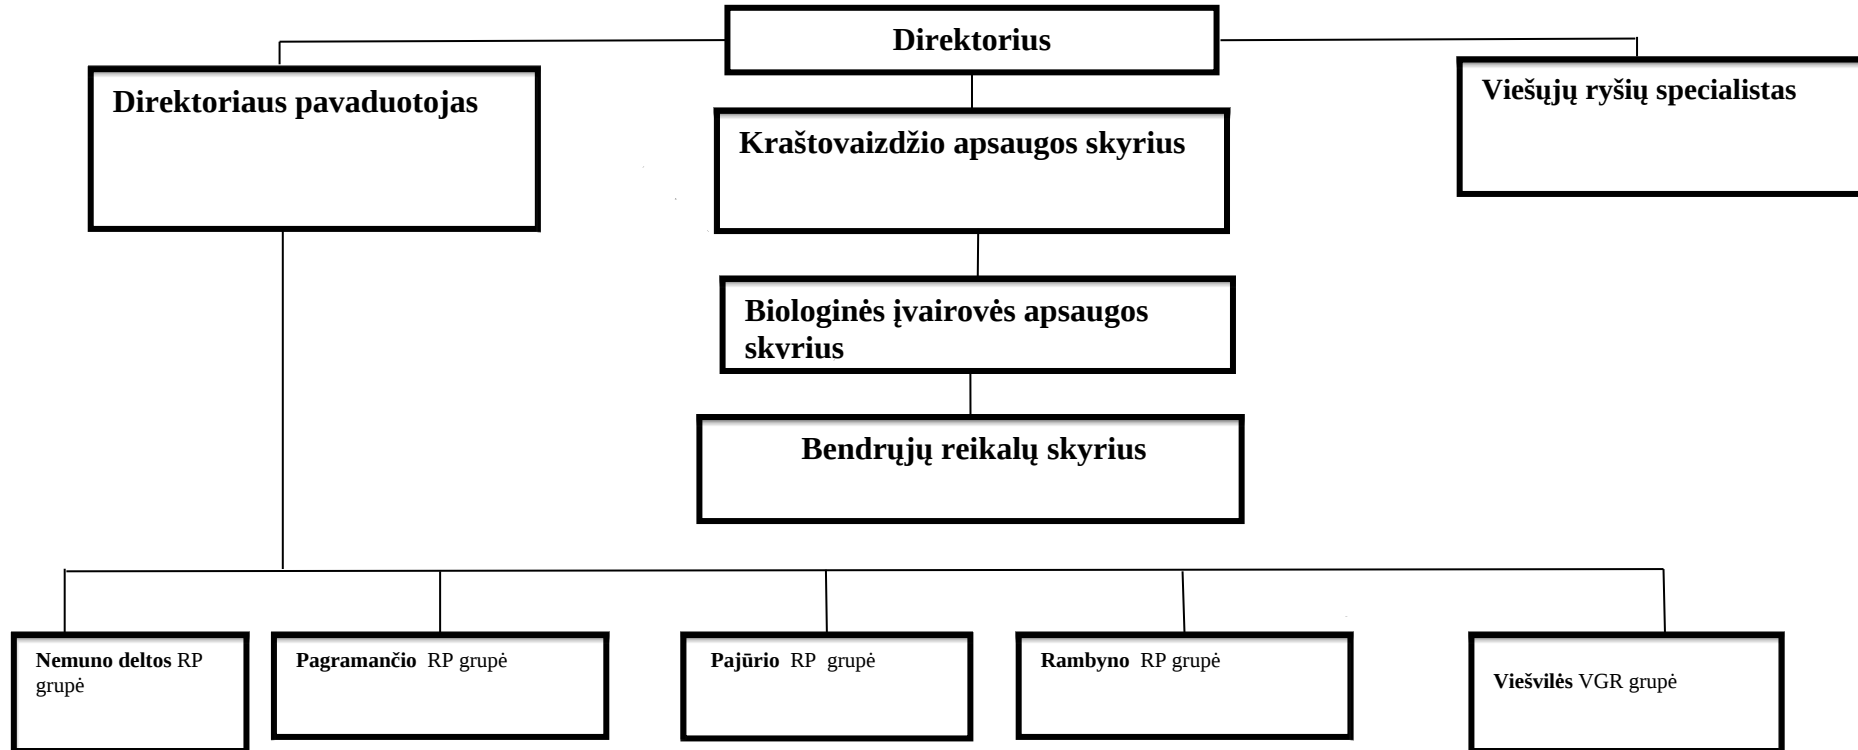 Direktorius
Direktoriaus pavaduotojas
Viešųjų ryšių specialistas
Kraštovaizdžio apsaugos skyrius
Biologinės įvairovės apsaugos
skyrius
Bendrųjų reikalų skyrius
Nemuno deltos RP
grupė
Pagramančio RP grupė
Pajūrio RP grupė
Rambyno RP grupė
Viešvilės VGR grupė